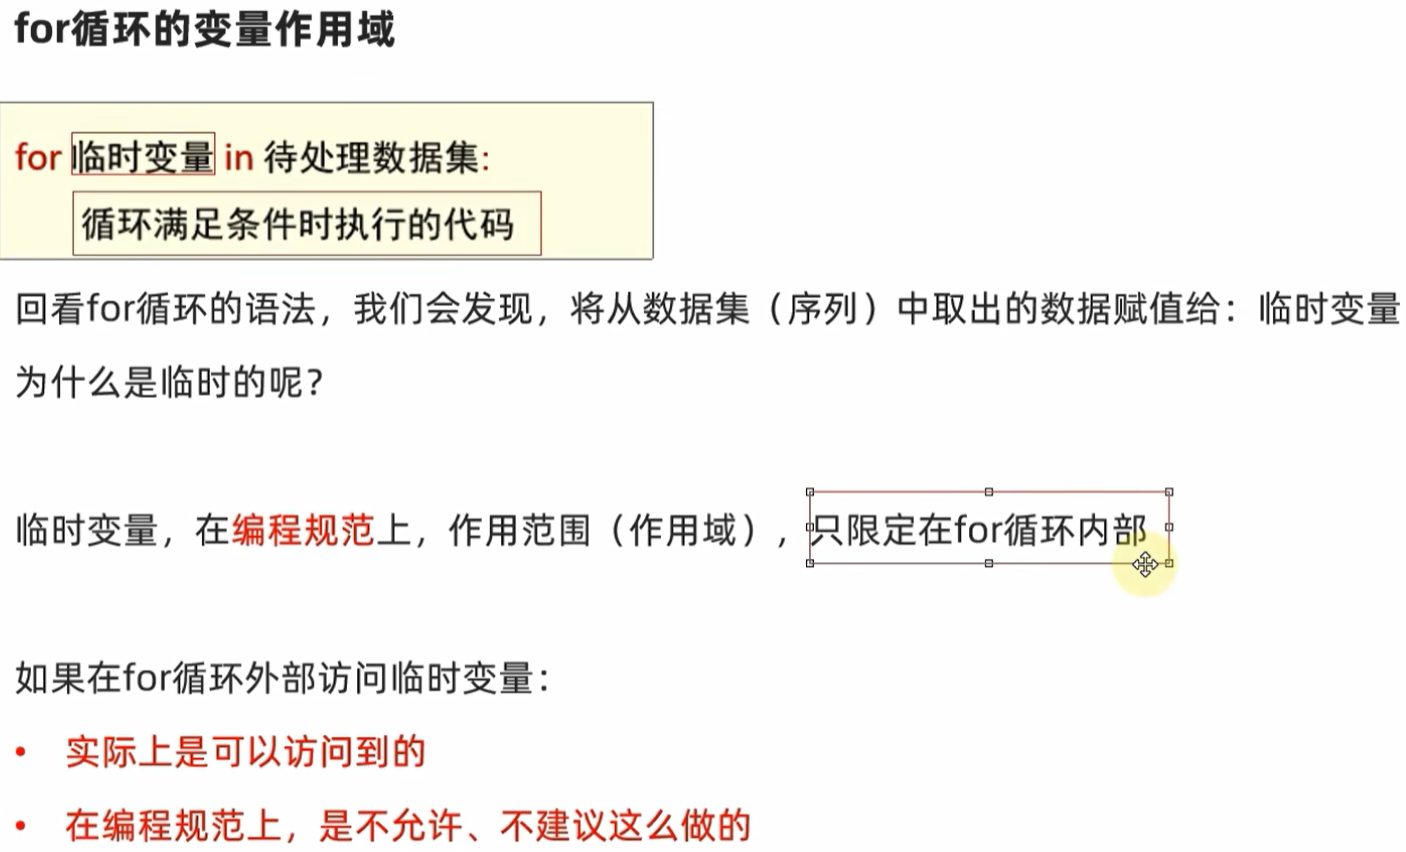 for循环的变量作用域
for 临时变量 in 待处理数据集:
循环满足条件时执行的代码
回看for循环的语法，我们会发现，将从数据集（序列）中取出的数据赋值给：临时变量
为什么是临时的呢？
临时变量，在编程规范上，作用范围（作用域），只限定在for循环内部
如果在for循环外部访问临时变量：
• 实际上是可以访问到的
• 在编程规范上，是不允许、不建议这么做的